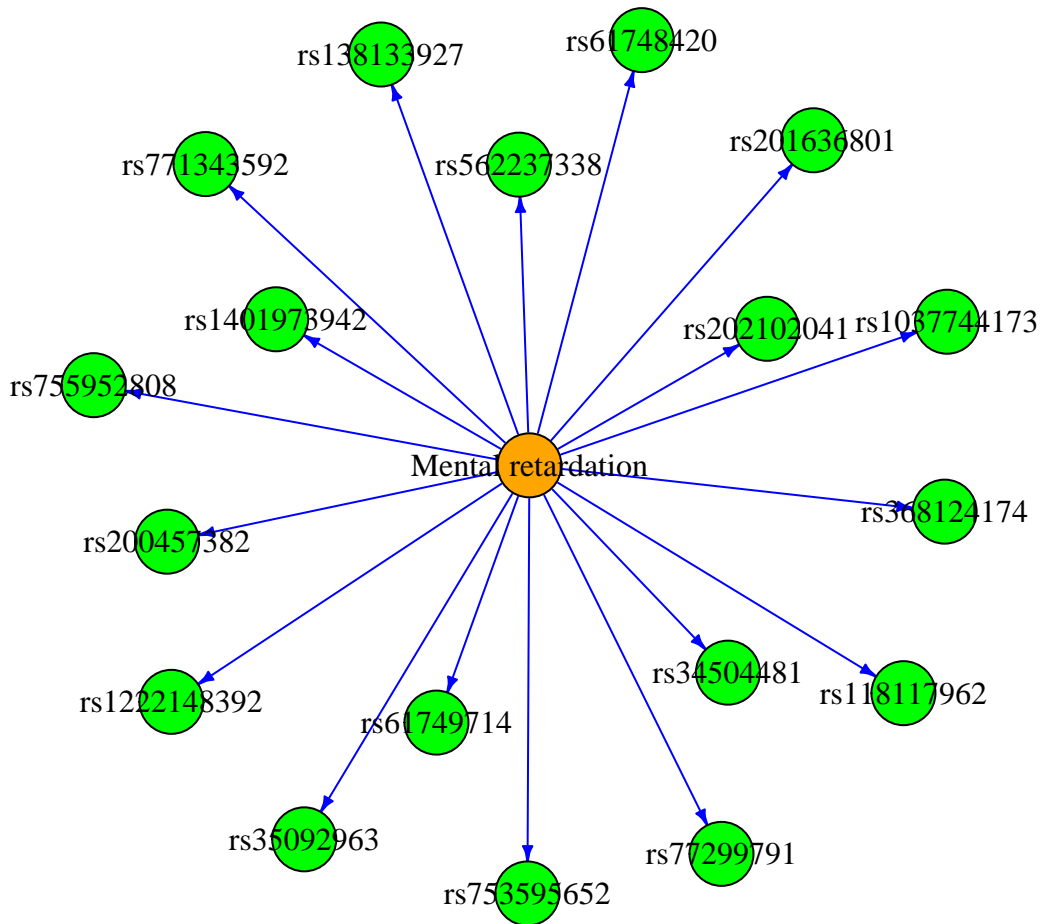 rs61748420
rs138133927
rs201636801
rs771343592
rs562237338
rs1401973942
rs202102041
rs1037744173
rs755952808
Mental retardation
rs368124174
rs200457382
rs34504481
rs118117962
rs1222148392
rs61749714
rs35092963
rs77299791
rs753595652